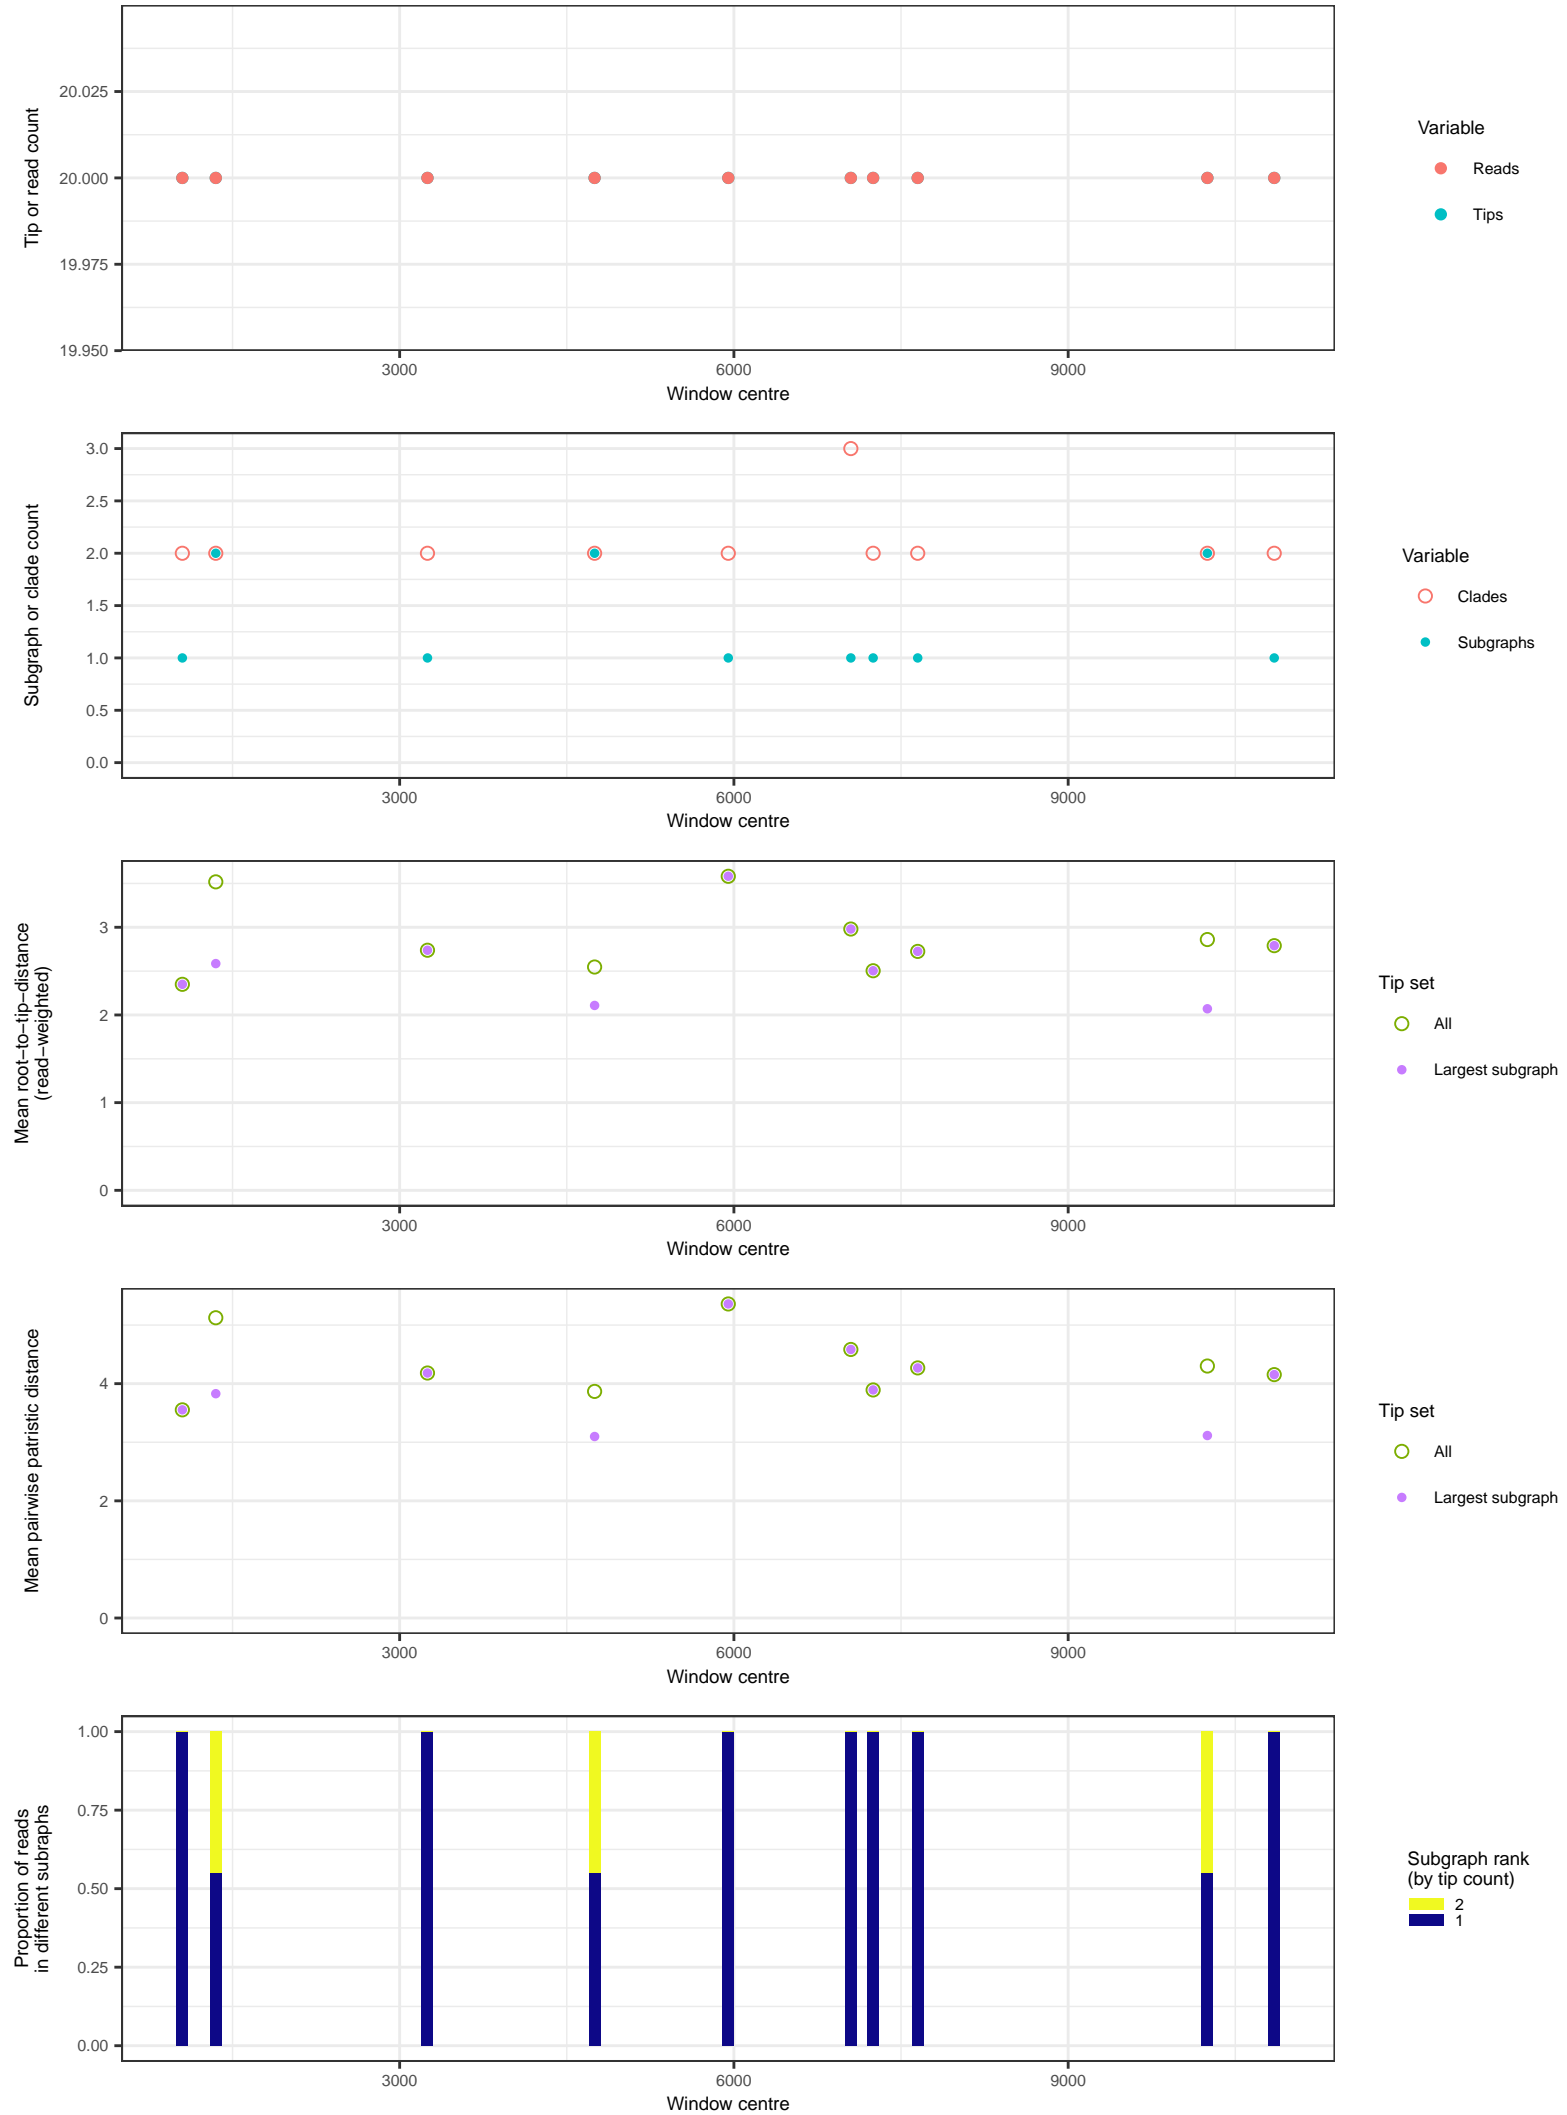 Tip or read count
20.025
20.000
19.975
19.950
3000
6000
9000
Window centre
Variable
Reads
Tips
Subgraph or clade count
3.0
2.5
2.0
1.5
1.0
0.5
0.0
3000
6000
9000
Window centre
Variable
Clades
Subgraphs
Mean root−to−tip−distance
(read−weighted)
3
2
1
0
3000
6000
9000
Window centre
Tip set
All
Largest subgraph
Mean pairwise patristic distance
4
2
0
3000
6000
9000
Window centre
Tip set
All
Largest subgraph
Proportion of reads
in different subraphs
1.00
0.75
0.50
0.25
0.00
3000
6000
9000
Window centre
Subgraph rank
(by tip count)
2
1